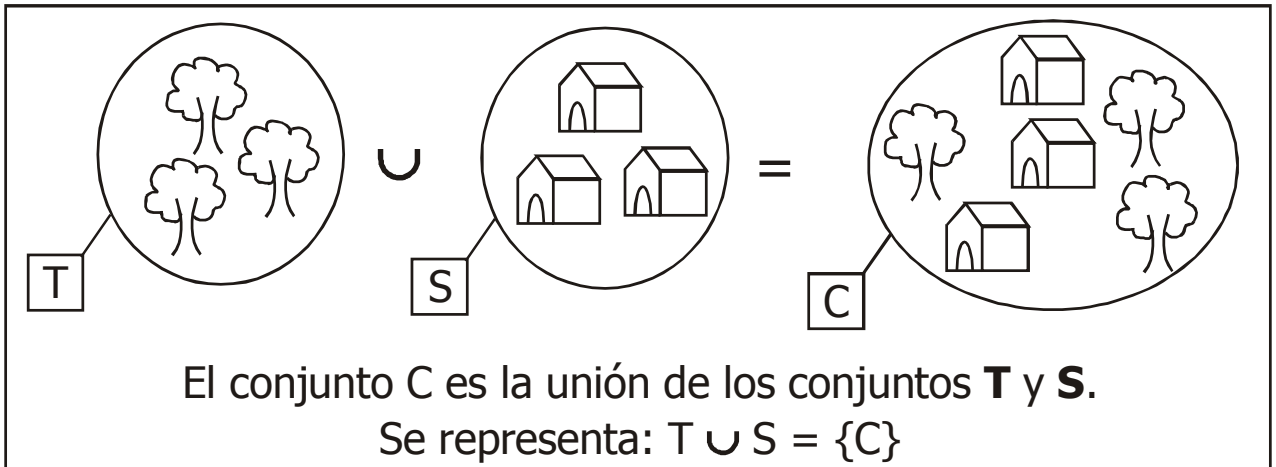 ∪ =
T S C
El conjunto C es la unión de los conjuntos T y S.
Se representa: T ∪ S = {C}